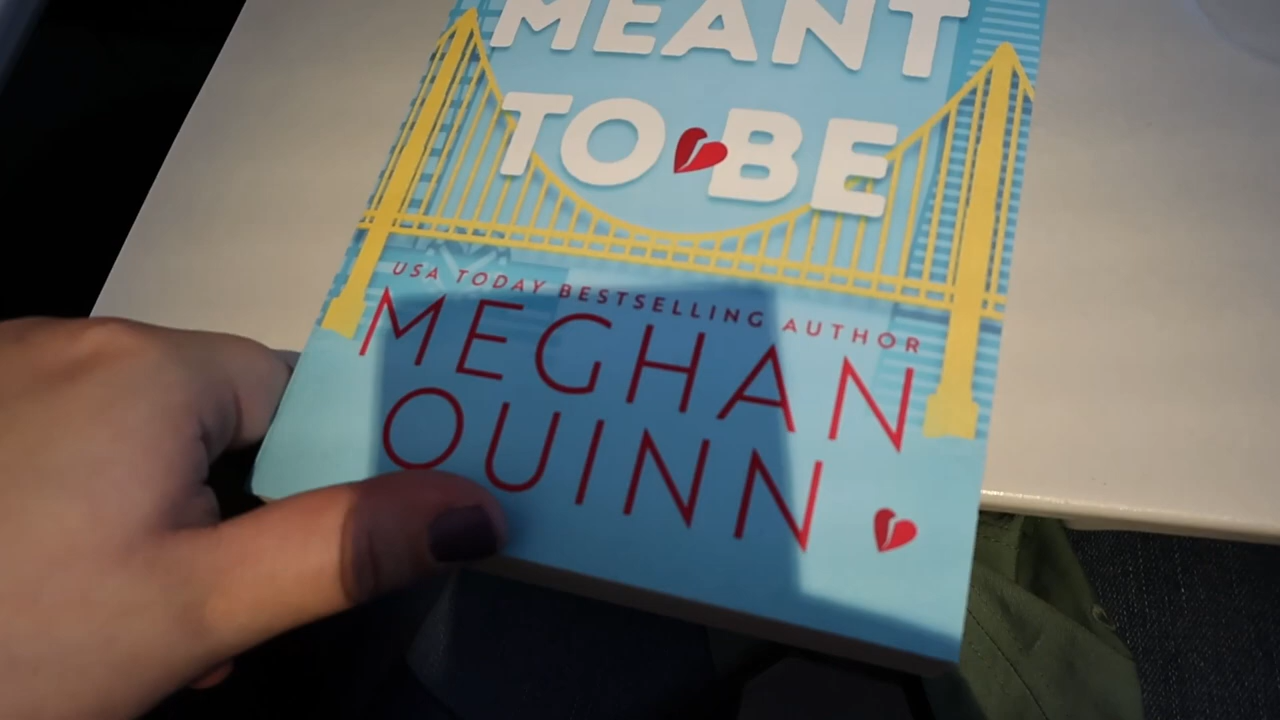 MEANT
TO BE
USA TODAY BESTSELLING AUTHOR
MEGHAN
QUINN